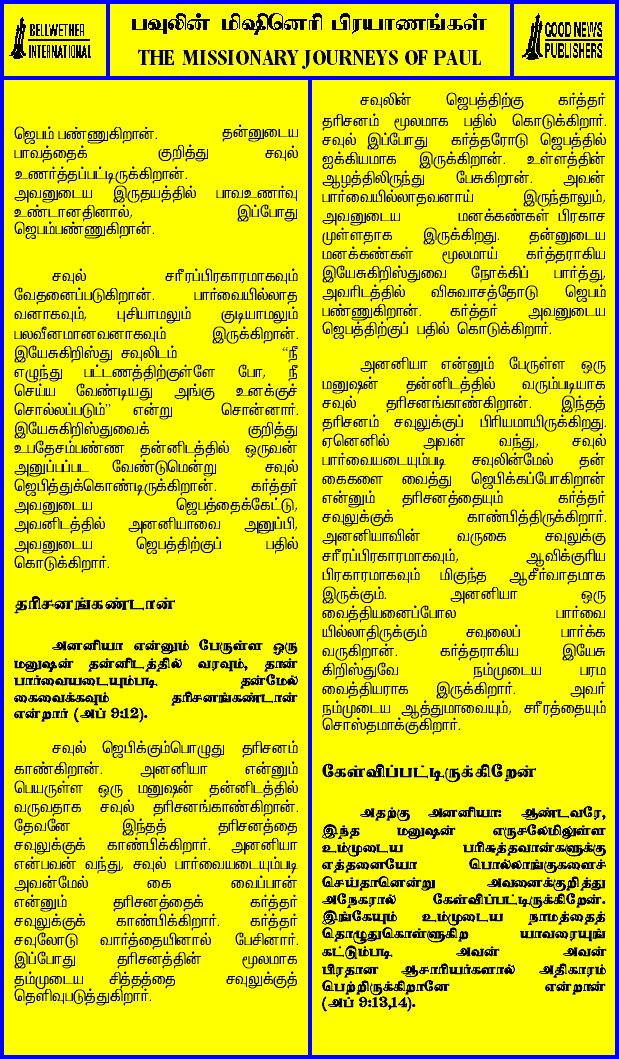 BELLWETHER
INTERNATIONAL
பவுலின் மிஷினெரி பிரயாணங்கள்
THE MISSIONARY JOURNEYS OF PAUL
GOOD NEWS
PUBLISHERS
ஜெபம் பண்ணுகிறான். தன்னுடைய
பாவத்தைக் குறித்து சவுல்
உணர்த்தப்பட்டிருக்கிறான்.
அவனுடைய இருதயத்தில் பாவஉணர்வு
உண்டானதினால், இப்போது
ஜெபம்பண்ணுகிறான்.
சவுல் சரீரப்பிரகாரமாகவும்
வேதனைப்படுகிறான். பார்வையில்லாத
வனாகவும், புசியாமலும் குடியாமலும்
பலவீனமானவனாகவும் இருக்கிறான்.
இயேசுகிறிஸ்து சவுலிடம் “நீ
எழுந்து பட்டணத்திற்குள்ளே போ, நீ
செய்ய வேண்டியது அங்கு உனக்குச்
சொல்லப்படும்” என்று சொன்னார்.
இயேசுகிறிஸ்துவைக் குறித்து
உபதேசம்பண்ண தன்னிடத்தில் ஒருவன்
அனுப்பப்பட வேண்டுமென்று சவுல்
ஜெபித்துக்கொண்டிருக்கிறான். கர்த்தர்
அவனுடைய ஜெபத்தைக்கேட்டு,
அவனிடத்தில் அனனியாவை அனுப்பி,
அவனுடைய ஜெபத்திற்குப் பதில்
கொடுக்கிறார்.
தரிசனங்கண்டான்
அனனியா என்னும் பேருள்ள ஒரு
மனுஷன் தன்னிடத்தில் வரவும், தான்
பார்வையடையும்படி தன்மேல்
கைவைக்கவும் தரிசனங்கண்டான்
என்றார் (அப் 9:12).
சவுல் ஜெபிக்கும்பொழுது தரிசனம்
காண்கிறான். அனனியா என்னும்
பெயருள்ள ஒரு மனுஷன் தன்னிடத்தில்
வருவதாக சவுல் தரிசனங்காண்கிறான்.
தேவனே இந்தத் தரிசனத்தை
சவுலுக்குக் காண்பிக்கிறார். அனனியா
என்பவன் வந்து, சவுல் பார்வையடையும்படி
அவன்மேல் கை வைப்பான்
என்னும் தரிசனத்தைக் கர்த்தர்
சவுலுக்குக் காண்பிக்கிறார். கர்த்தர்
சவுலோடு வார்த்தையினால் பேசினார்.
இப்போது தரிசனத்தின் மூலமாக
தம்முடைய சித்தத்தை சவுலுக்குத்
தெளிவுபடுத்துகிறார்.
சவுலின் ஜெபத்திற்கு கர்த்தர்
தரிசனம் மூலமாக பதில் கொடுக்கிறார்.
சவுல் இப்போது கர்த்தரோடு ஜெபத்தில்
ஐக்கியமாக இருக்கிறான். உள்ளத்தின்
ஆழத்திலிருந்து பேசுகிறான். அவன்
பார்வையில்லாதவனாய் இருந்தாலும்,
அவனுடைய மனக்கண்கள் பிரகாச
முள்ளதாக இருக்கிறது. தன்னுடைய
மனக்கண்கள் மூலமாய் கர்த்தராகிய
இயேசுகிறிஸ்துவை நோக்கிப் பார்த்து,
அவரிடத்தில் விசுவாசத்தோடு ஜெபம்
பண்ணுகிறான். கர்த்தர் அவனுடைய
ஜெபத்திற்குப் பதில் கொடுக்கிறார்.
அனனியா என்னும் பேருள்ள ஒரு
மனுஷன் தன்னிடத்தில் வரும்படியாக
சவுல் தரிசனங்காண்கிறான். இந்தத்
தரிசனம் சவுலுக்குப் பிரியமாயிருக்கிறது.
ஏனெனில் அவன் வந்து, சவுல்
பார்வையடையும்படி சவுலின்மேல் தன்
கைகளை வைத்து ஜெபிக்கப்போகிறான்
என்னும் தரிசனத்தையும் கர்த்தர்
சவுலுக்குக் காண்பித்திருக்கிறார்.
அனனியாவின் வருகை சவுலுக்கு
சரீரப்பிரகாரமாகவும், ஆவிக்குரிய
பிரகாரமாகவும் மிகுந்த ஆசீர்வாதமாக
இருக்கும். அனனியா ஒரு
வைத்தியனைப்போல பார்வை
யில்லாதிருக்கும் சவுலைப் பார்க்க
வருகிறான். கர்த்தராகிய இயேசு
கிறிஸ்துவே நம்முடைய பரம
வைத்தியராக இருக்கிறார். அவர்
நம்முடைய ஆத்துமாவையும், சரீரத்தையும்
சொஸ்தமாக்குகிறார்.
கேள்விப்பட்டிருக்கிறேன்
அதற்கு அனனியா: ஆண்டவரே,
இந்த மனுஷன் எருசலேமிலுள்ள
உம்முடைய பரிசுத்தவான்களுக்கு
எத்தனையோ பொல்லாங்குகளைச்
செய்தானென்று அவனைக்குறித்து
அநேகரால் கேள்விப்பட்டிருக்கிறேன்.
இங்கேயும் உம்முடைய நாமத்தைத்
தொழுதுகொள்ளுகிற யாவரையுங்
கட்டும்படி அவன் அவன்
பிரதான ஆசாரியர்களால் அதிகாரம்
பெற்றிருக்கிறானே என்றான்
(அப் 9:13,14).